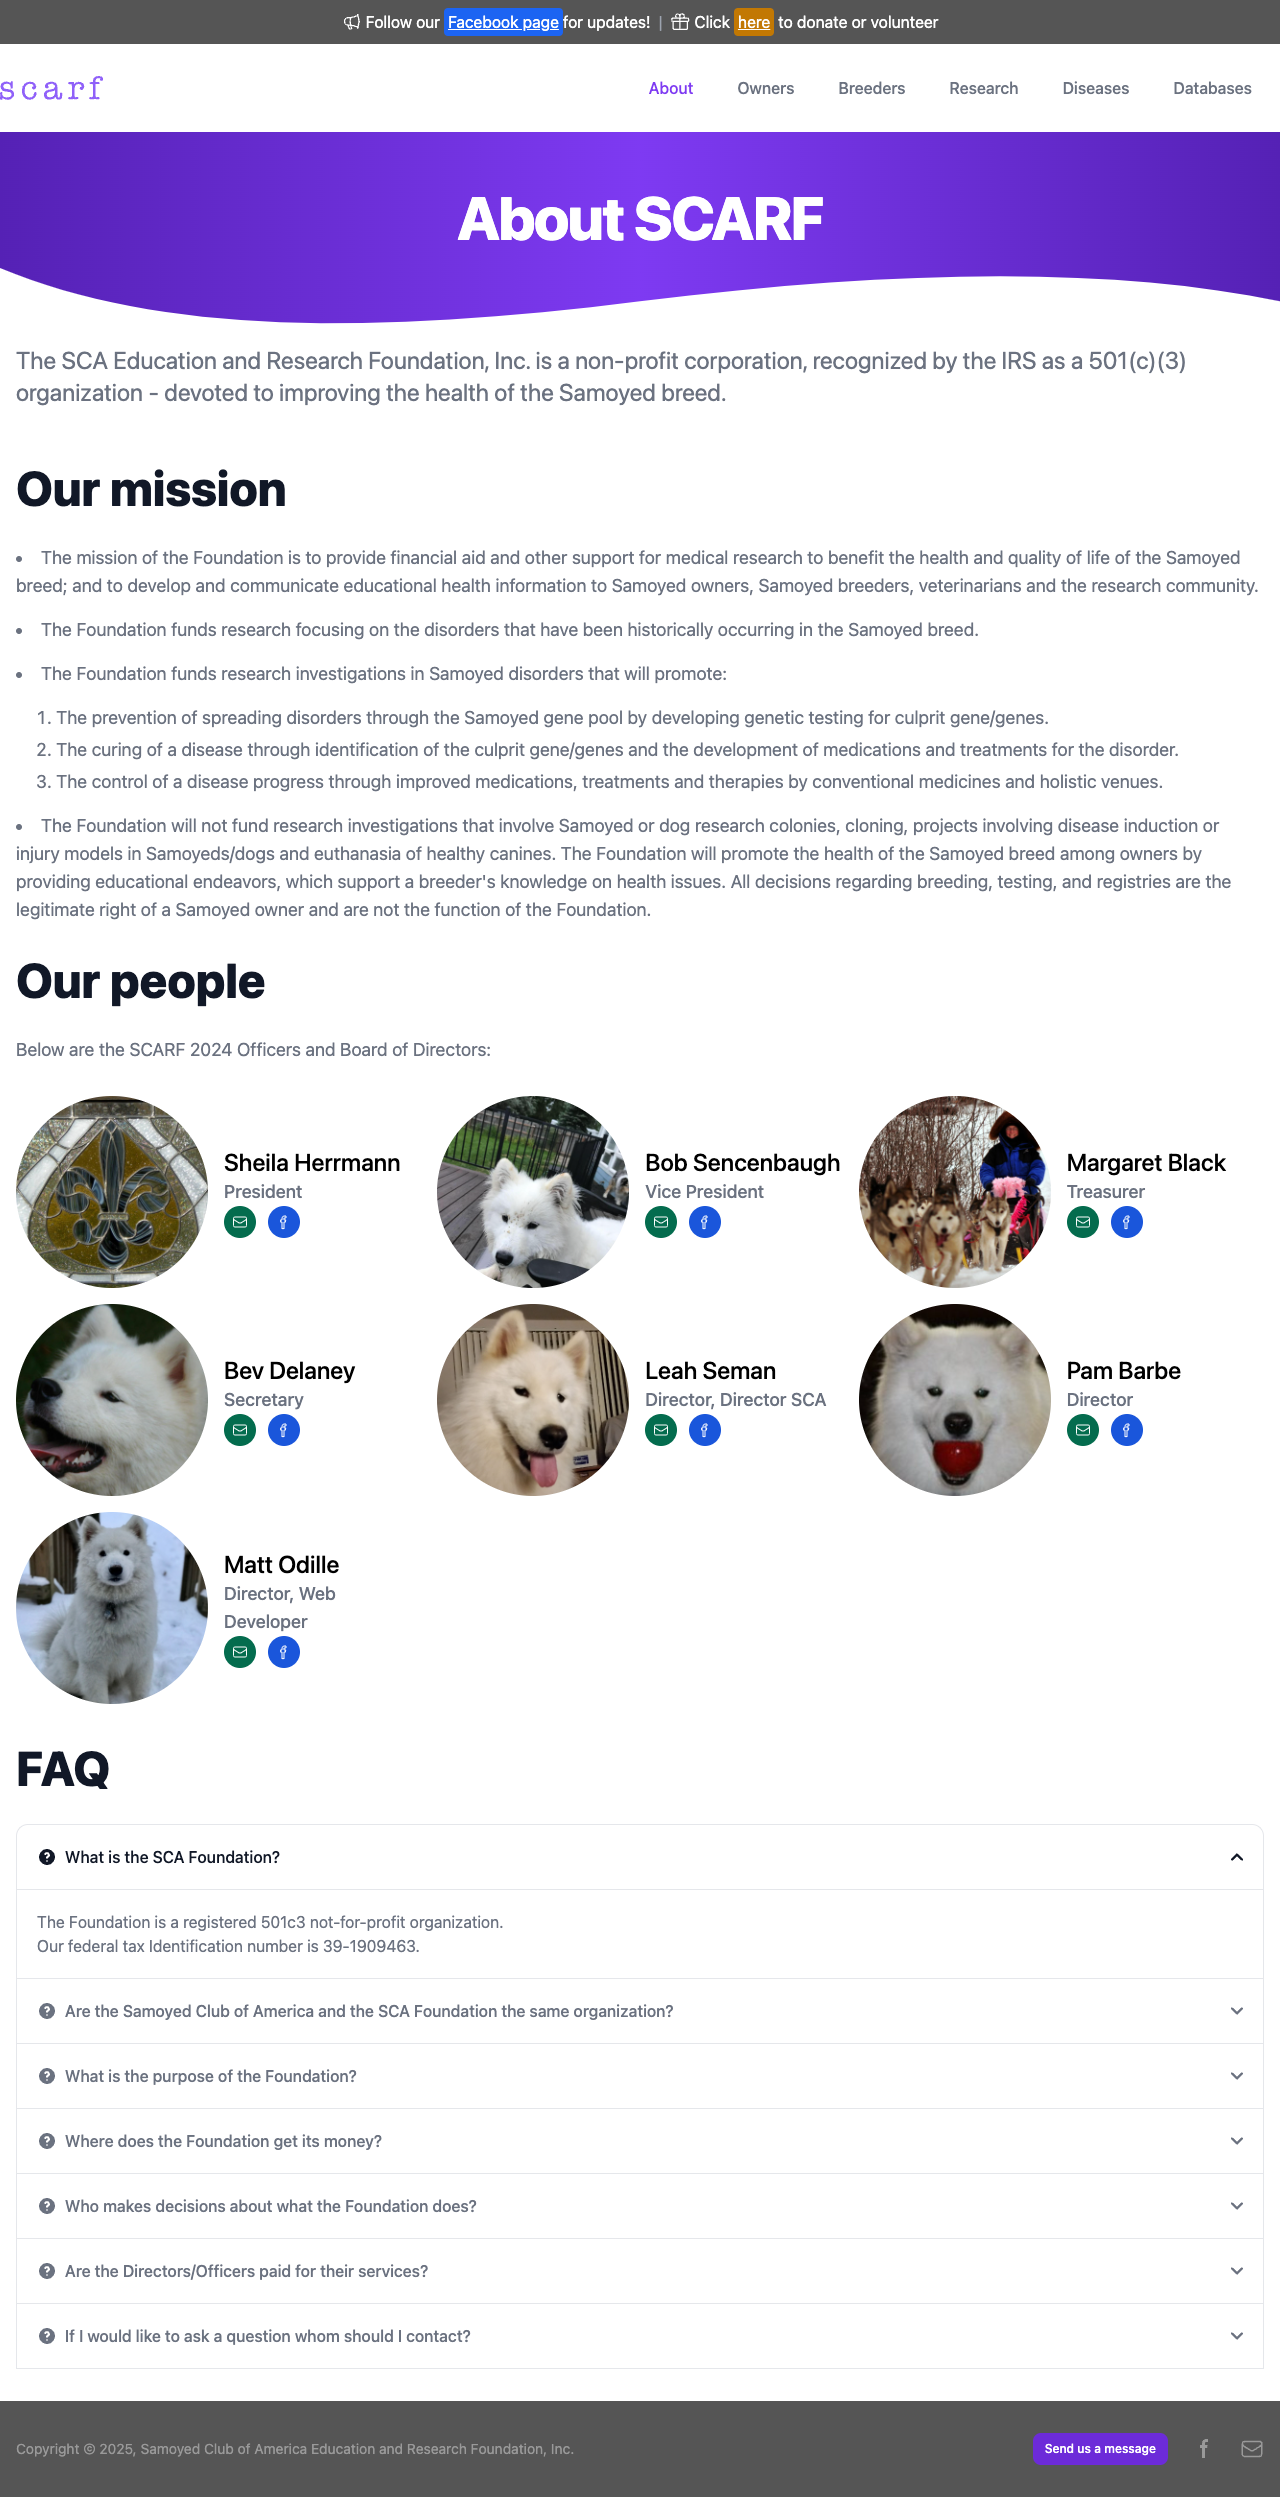 Follow our Facebook page for updates! | Click here to donate or volunteer
scarf
About Owners Breeders Research Diseases Databases
About SCARF
The SCA Education and Research Foundation, Inc. is a non-profit corporation, recognized by the IRS as a 501(c)(3)
organization - devoted to improving the health of the Samoyed breed.
Our mission
• The mission of the Foundation is to provide financial aid and other support for medical research to benefit the health and quality of life of the Samoyed
breed; and to develop and communicate educational health information to Samoyed owners, Samoyed breeders, veterinarians and the research community.
• The Foundation funds research focusing on the disorders that have been historically occurring in the Samoyed breed.
• The Foundation funds research investigations in Samoyed disorders that will promote:
1. The prevention of spreading disorders through the Samoyed gene pool by developing genetic testing for culprit gene/genes.
2. The curing of a disease through identification of the culprit gene/genes and the development of medications and treatments for the disorder.
3. The control of a disease progress through improved medications, treatments and therapies by conventional medicines and holistic venues.
• The Foundation will not fund research investigations that involve Samoyed or dog research colonies, cloning, projects involving disease induction or
injury models in Samoyeds/dogs and euthanasia of healthy canines. The Foundation will promote the health of the Samoyed breed among owners by
providing educational endeavors, which support a breeder's knowledge on health issues. All decisions regarding breeding, testing, and registries are the
legitimate right of a Samoyed owner and are not the function of the Foundation.
Our people
Below are the SCARF 2024 Officers and Board of Directors:
Sheila Herrmann
President
Bob Sencenbaugh
Vice President
Margaret Black
Treasurer
Bev Delaney
Secretary
Leah Seman
Director, Director SCA
Pam Barbe
Director
Matt Odille
Director, Web
Developer
FAQ
What is the SCA Foundation?
The Foundation is a registered 501c3 not-for-profit organization.
Our federal tax Identification number is 39-1909463.
Are the Samoyed Club of America and the SCA Foundation the same organization?
What is the purpose of the Foundation?
Where does the Foundation get its money?
Who makes decisions about what the Foundation does?
Are the Directors/Officers paid for their services?
If I would like to ask a question whom should I contact?
Copyright © 2025, Samoyed Club of America Education and Research Foundation, Inc.
Send us a message